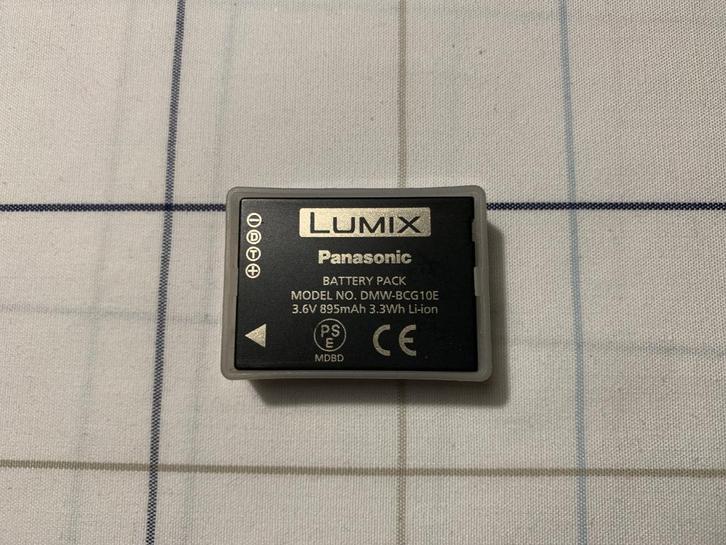 LUMIX
Panasonic
BATTERY PACK
MODEL NO. DMW-BCG10E
3.6V 895mAh 3.3Wh Li-ion
PS
E
MDBD
CE
−
D
T
+